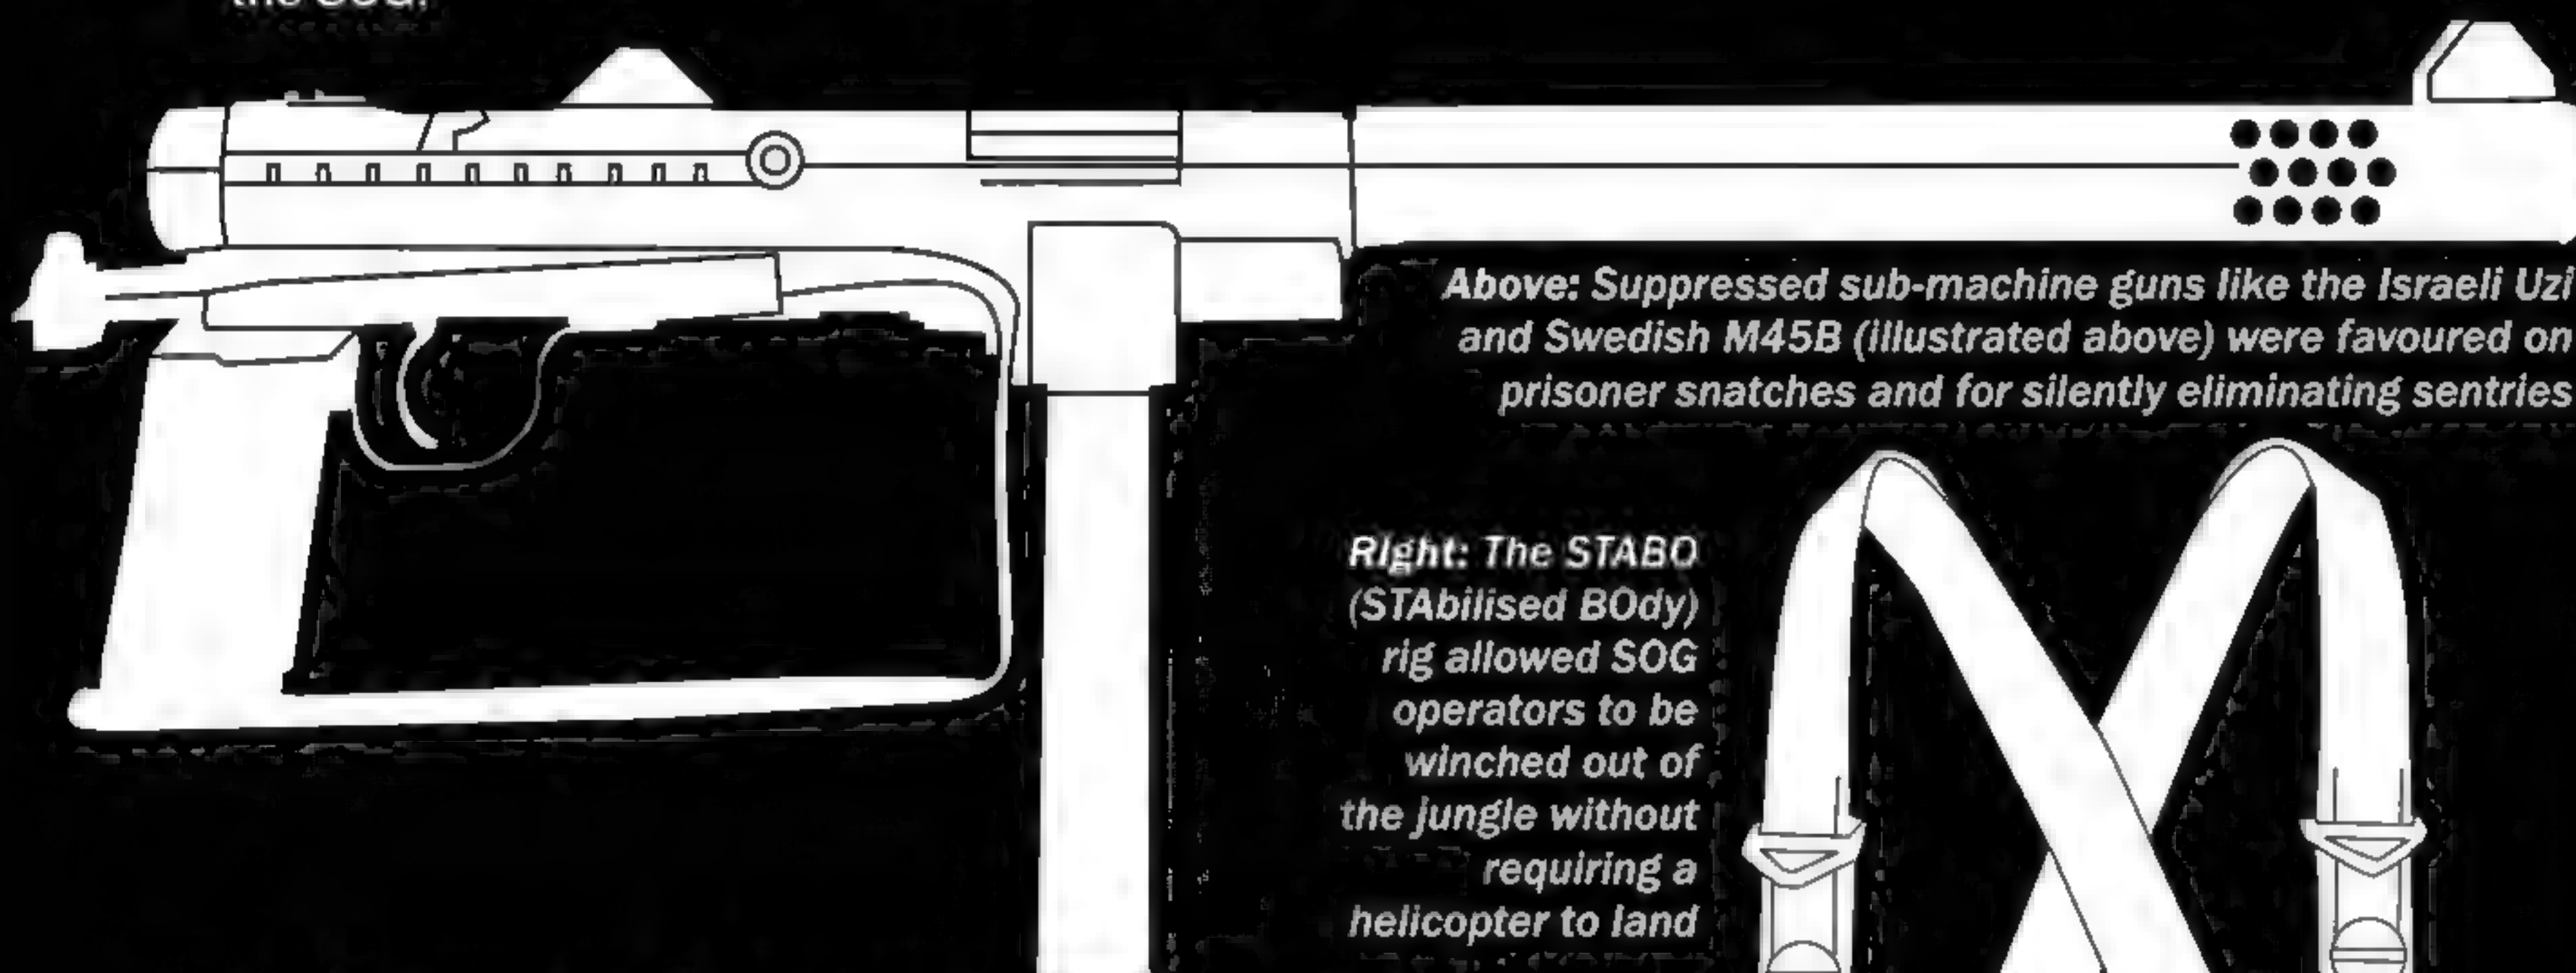 the SOG.
Above: Suppressed sub-machine guns like the Israeli Uzi
and Swedish M45B (illustrated above) were favoured on
prisoner snatches and for silently eliminating sentries
Right: The STABO
(STAbilised BOdy)
rig allowed SOG
operators to be
winched out of
the jungle without
requiring a
helicopter to land